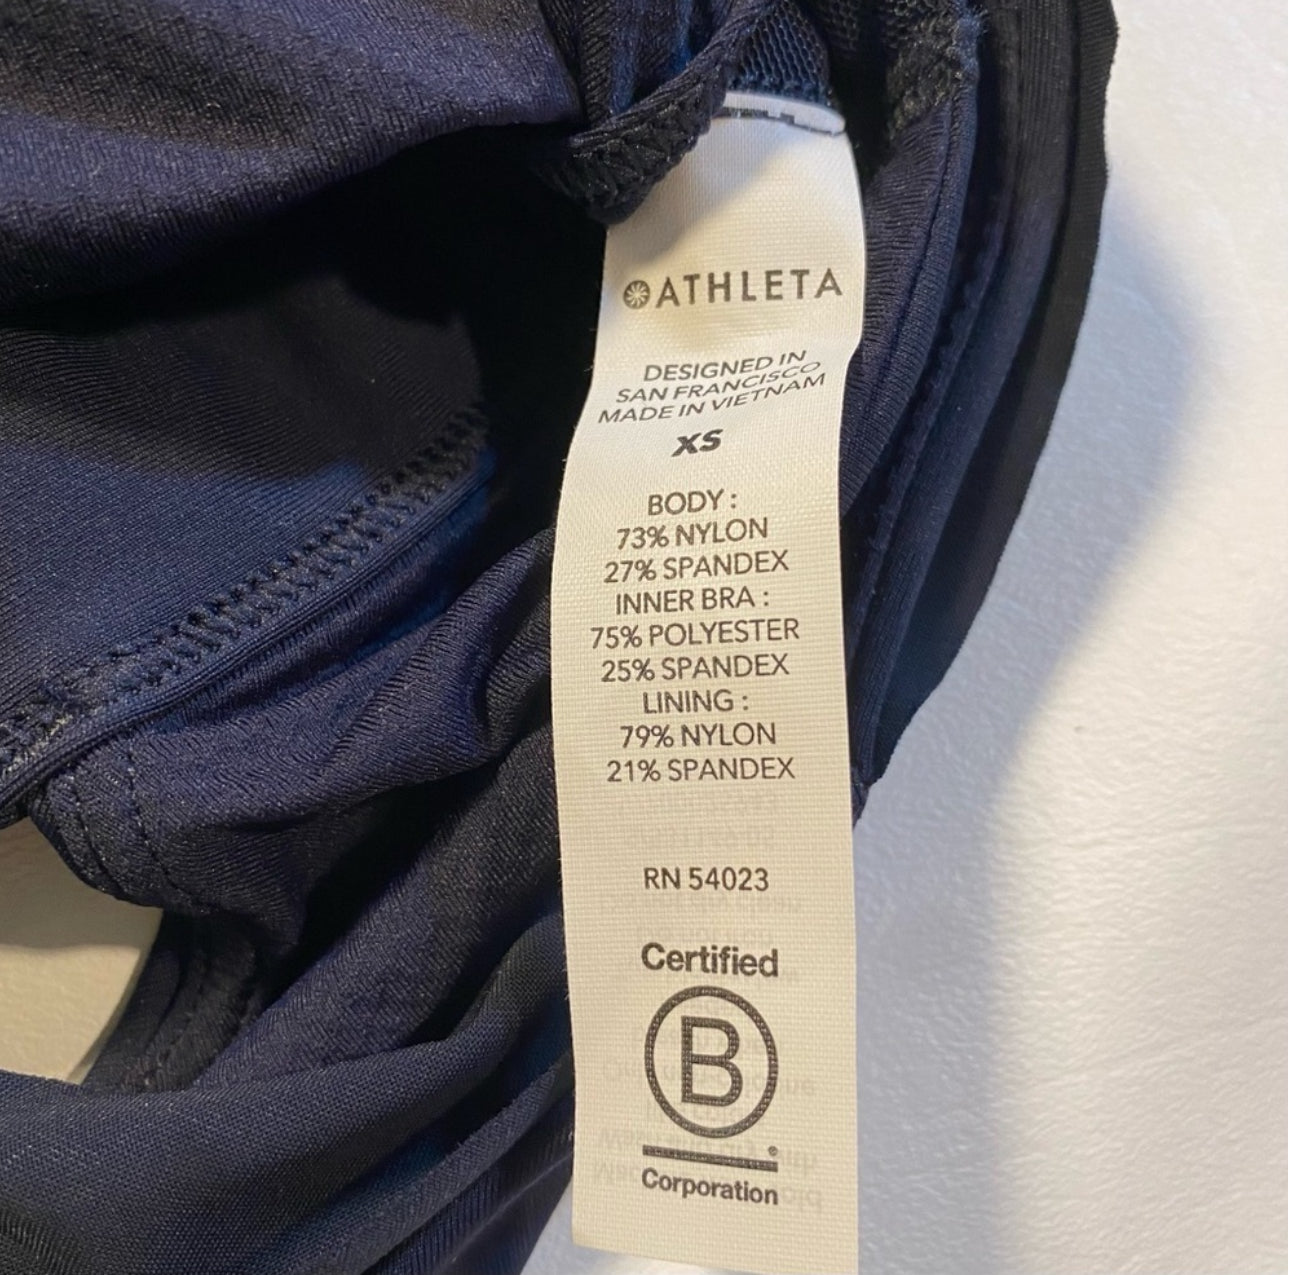 ATHLETA
DESIGNED IN
SAN FRANCISCO
MADE IN VIETNAM
XS
BODY :
73% NYLON
27% SPANDEX
INNER BRA :
75% POLYESTER
25% SPANDEX
LINING :
79% NYLON
21% SPANDEX
RN 54023
Certified
B
®
Corporation